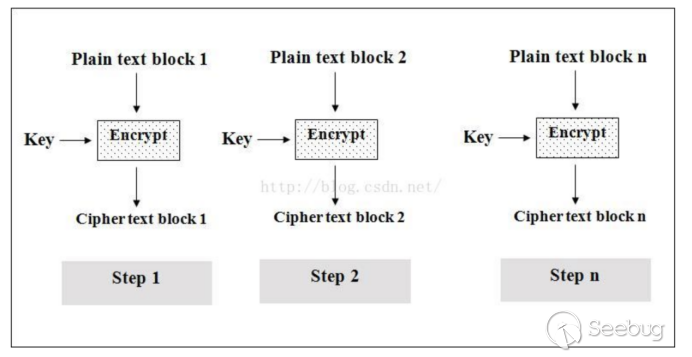 Plain text block 1
Plain text block 2
Plain text block n
Key
Encrypt
Key
Encrypt
Key
Encrypt
http://blog.csdn.net/
Cipher text block 1
Cipher text block 2
Cipher text block n
Step 1
Step 2
Step n
Seebug